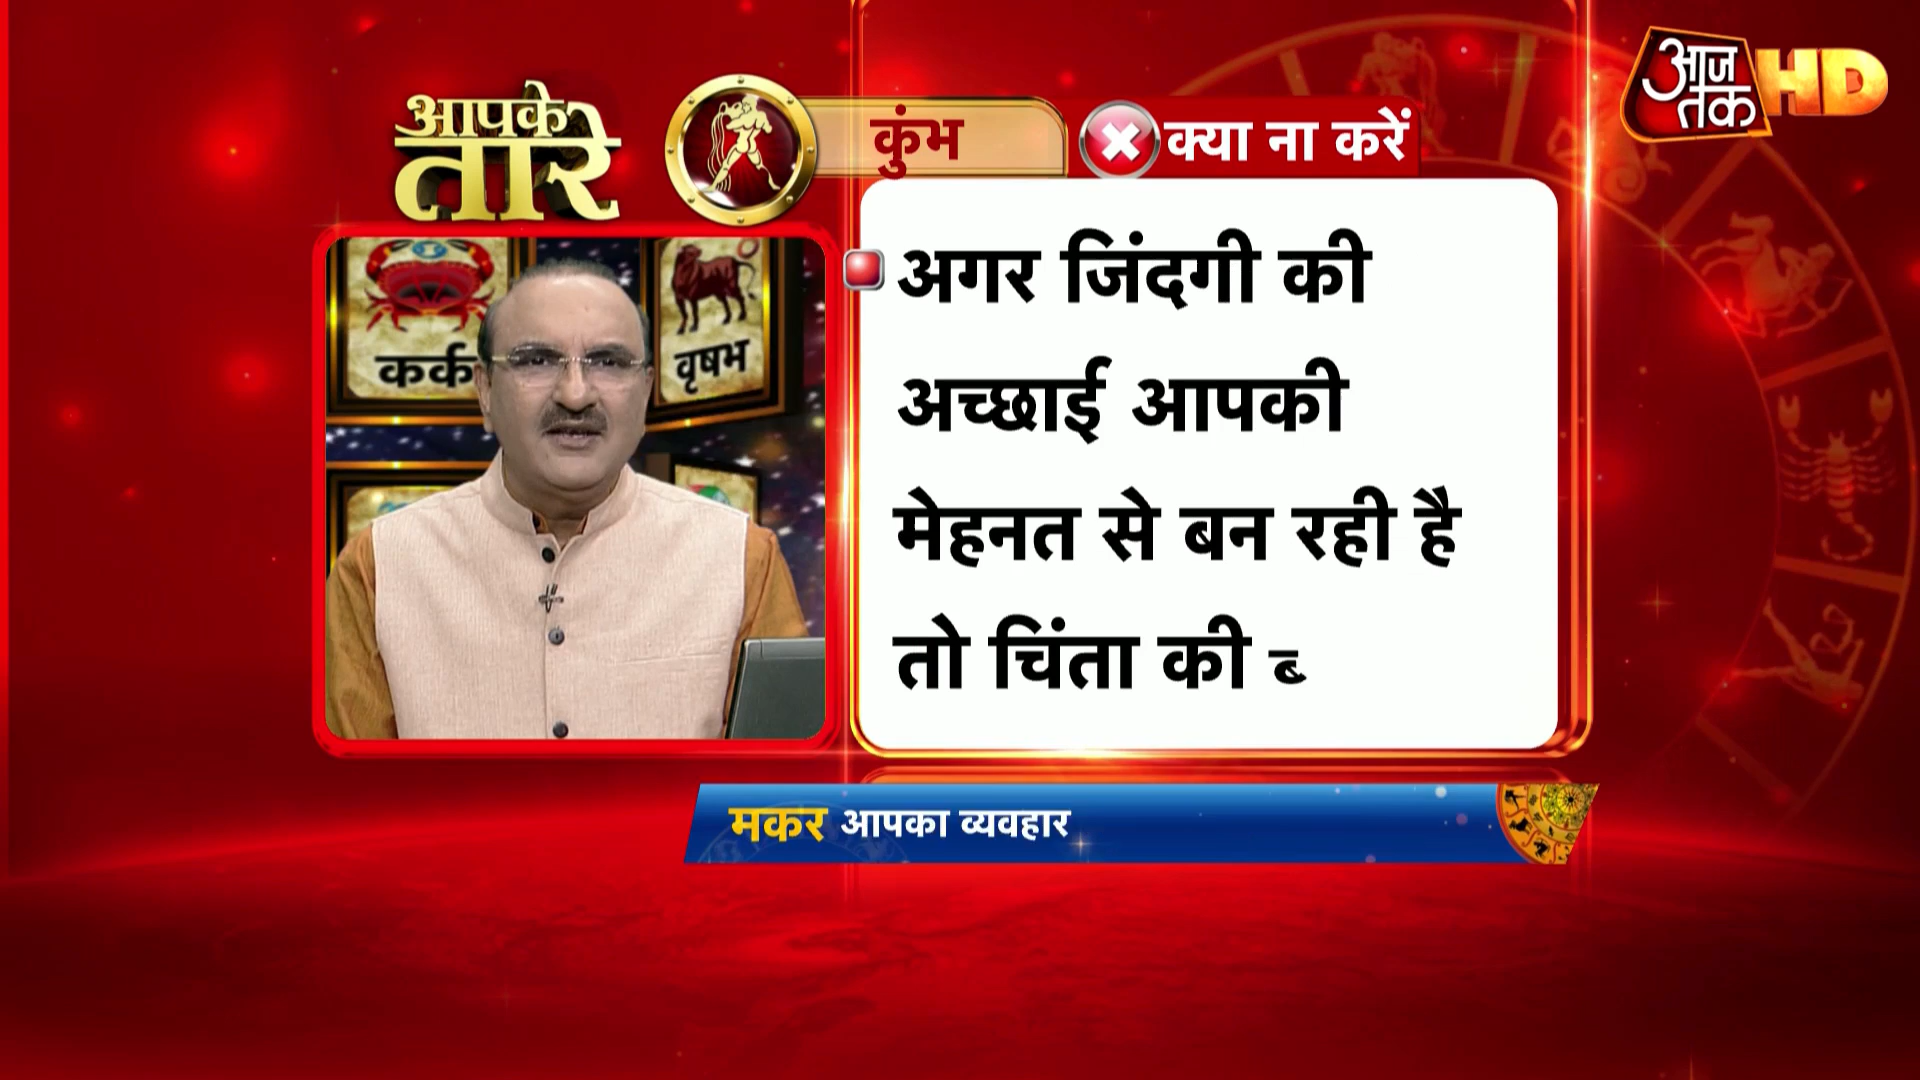 आपके
तारे
कुंभ
क्या ना करें
आज
तक
HD
कर्क
वृषभ
अगर जिंदगी की
अच्छाई आपकी
मेहनत से बन रही है
तो चिंता की
मकर आपका व्यवहार